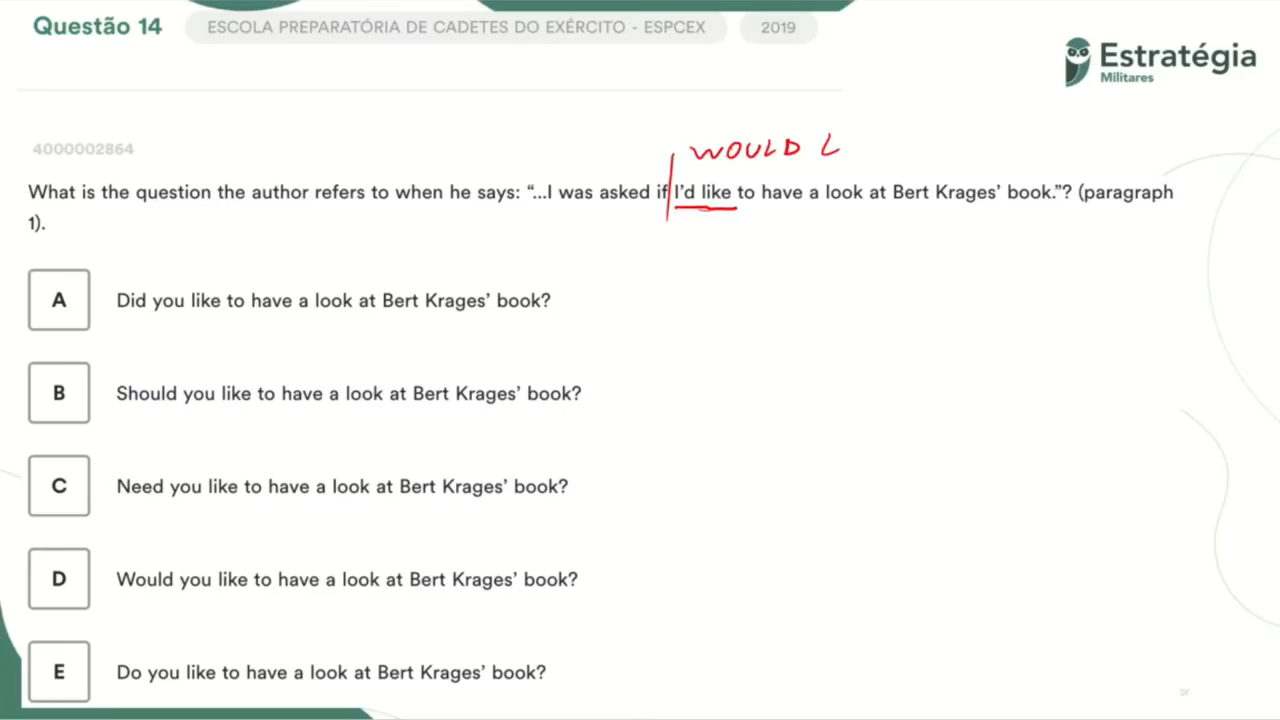 Questão 14
ESCOLA PREPARATÓRIA DE CADETES DO EXÉRCITO - ESPCEX
2019
Estratégia
Militares
4000002864
WOULD L
What is the question the author refers to when he says: “...I was asked if I’d like to have a look at Bert Krages’ book.”? (paragraph
1).
A Did you like to have a look at Bert Krages’ book?
B Should you like to have a look at Bert Krages’ book?
C Need you like to have a look at Bert Krages’ book?
D Would you like to have a look at Bert Krages’ book?
E Do you like to have a look at Bert Krages’ book?